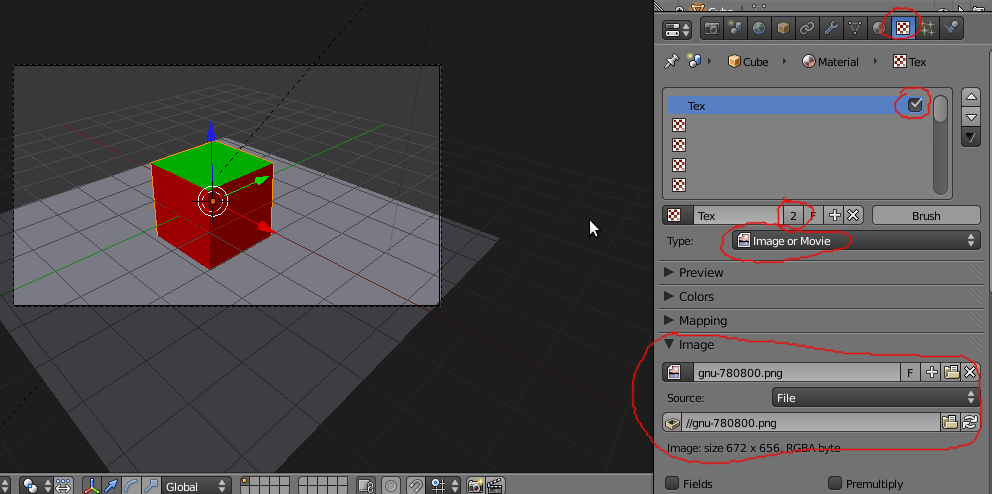 Cube
Cube Material Tex
Tex
Tex 2 F Brush
Type: Image or Movie
Preview
Colors
Mapping
Image
gnu-780800.png F
Source: File
//gnu-780800.png
Image: size 672 x 656, RGBA byte
Fields Premultiply
Global